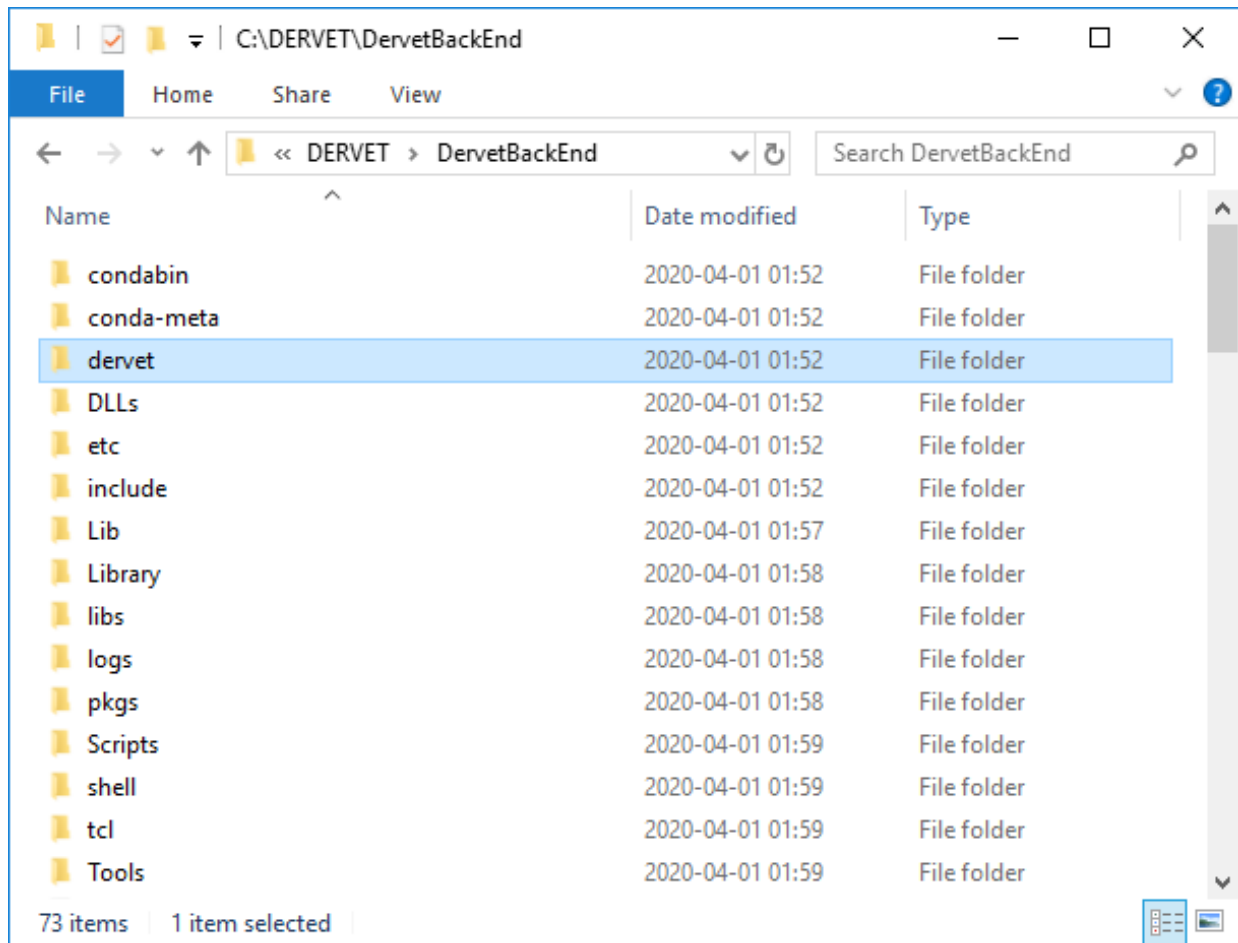 C:\DERVET\DervetBackEnd
File Home Share View
« DERVET > DervetBackEnd Search DervetBackEnd
Name Date modified Type
condabin 2020-04-01 01:52 File folder
conda-meta 2020-04-01 01:52 File folder
dervet 2020-04-01 01:52 File folder
DLLs 2020-04-01 01:52 File folder
etc 2020-04-01 01:52 File folder
include 2020-04-01 01:52 File folder
Lib 2020-04-01 01:57 File folder
Library 2020-04-01 01:58 File folder
libs 2020-04-01 01:58 File folder
logs 2020-04-01 01:58 File folder
pkgs 2020-04-01 01:58 File folder
Scripts 2020-04-01 01:59 File folder
shell 2020-04-01 01:59 File folder
tcl 2020-04-01 01:59 File folder
Tools 2020-04-01 01:59 File folder
73 items 1 item selected